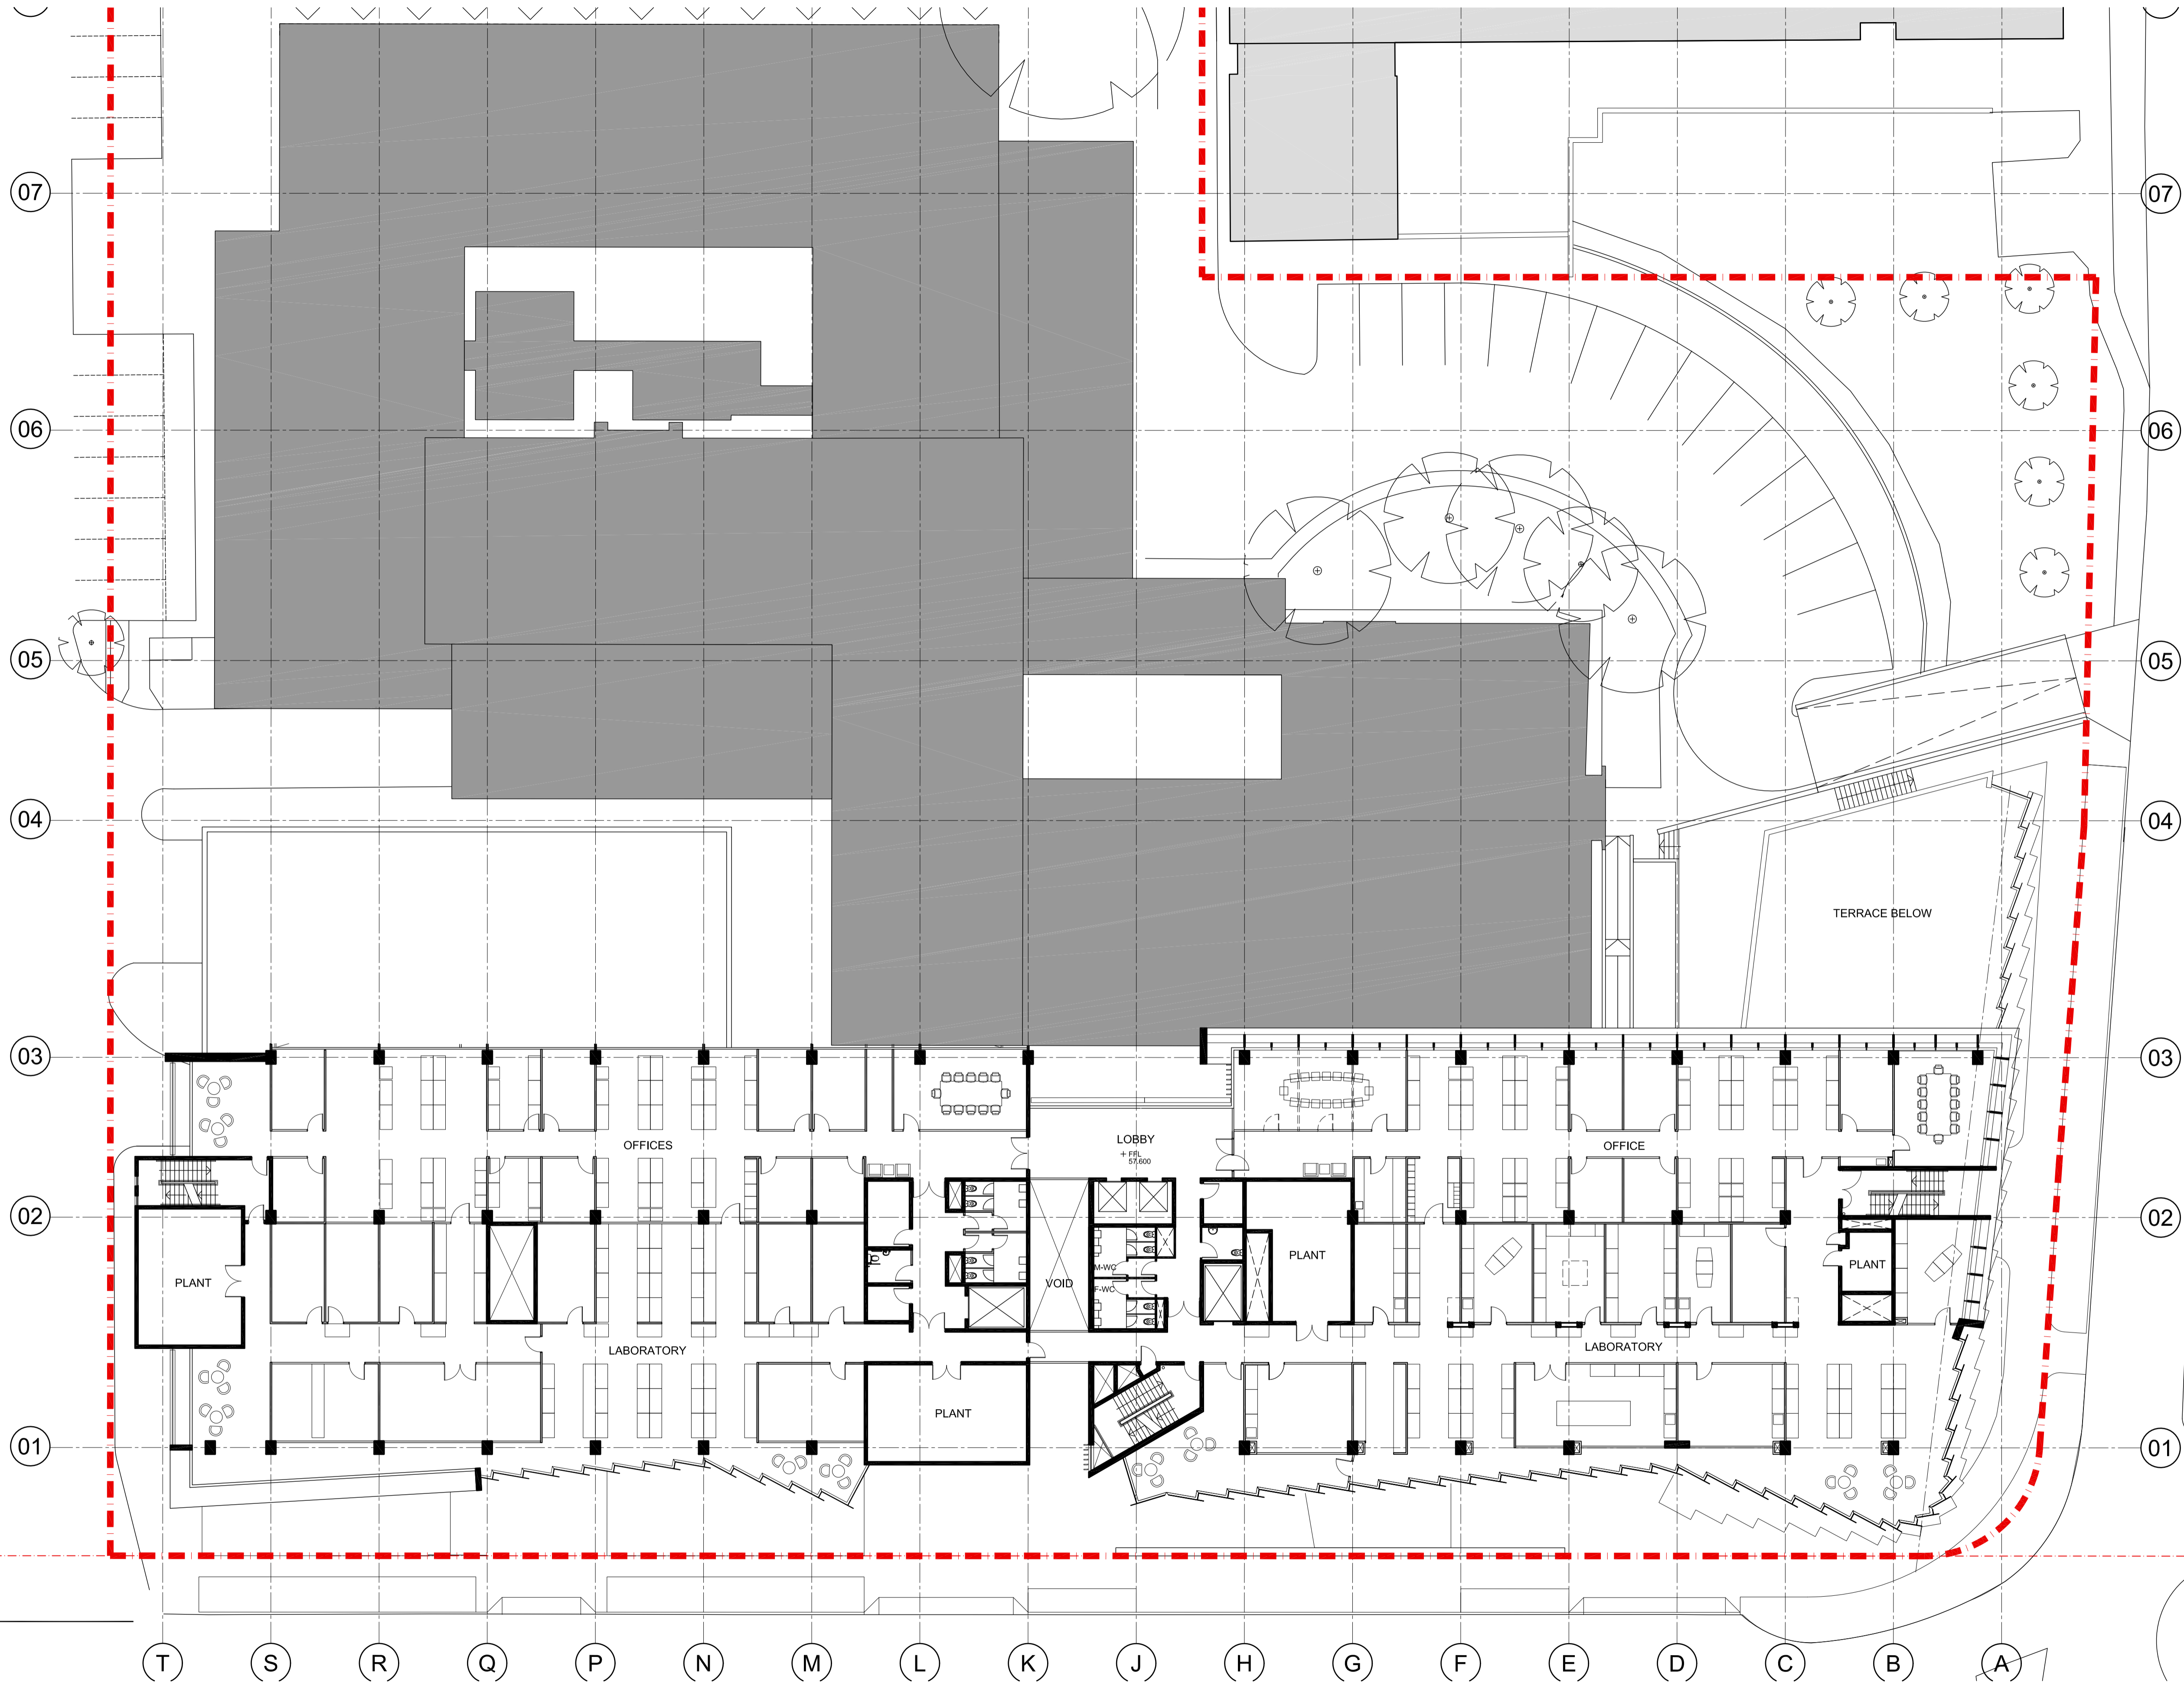 07
07
06
06
05
05
04
04
TERRACE BELOW
03
03
OFFICES
LOBBY
OFFICE
+ FFL
57.600
02
02
PLANT
VOID
M-WC
F-WC
PLANT
PLANT
LABORATORY
LABORATORY
PLANT
01
01
T S R Q P N M L K J H G F E D C B A